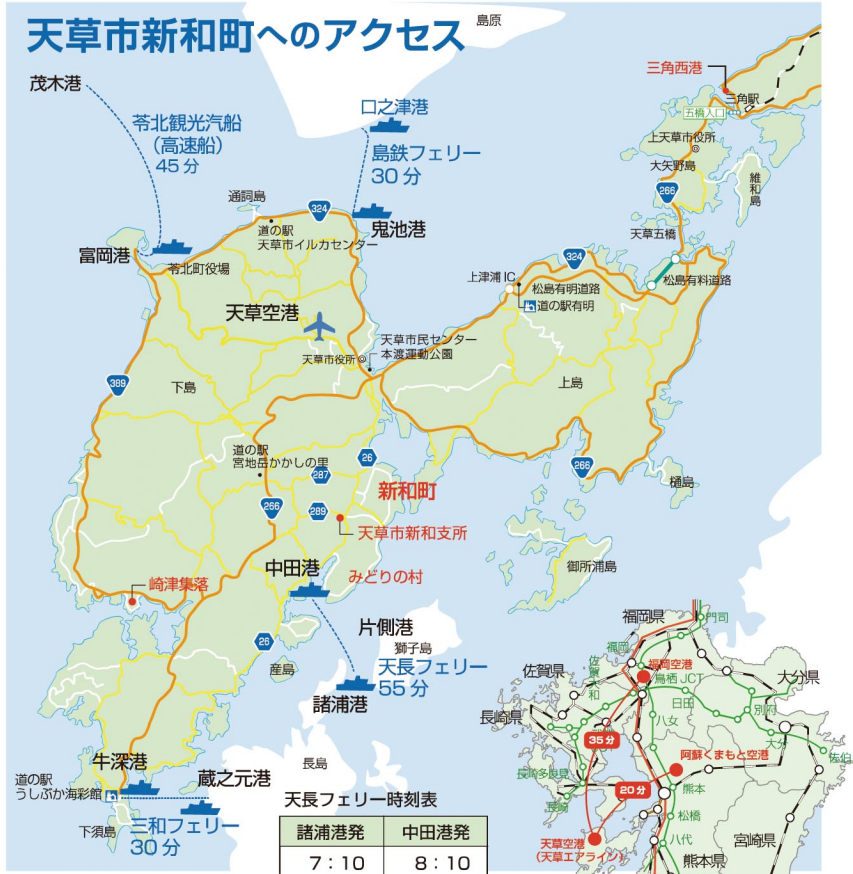 天草市新和町へのアクセス
島原
茂木港
三角西港
三角駅
五橋入口
口之津港
苓北観光汽船
(高速船)
45分
上天草市役所
大矢野島
維和島
島鉄フェリー
30分
266
通詞島
324
鬼池港
道の駅
天草市イルカセンター
天草五橋
富岡港
苓北町役場
324
上津浦IC
松島有明道路
松島有料道路
道の駅有明
天草空港
天草市民センター
本渡運動公園
天草市役所
389
下島
上島
道の駅
宮地岳かかしの里
26
287
266
新和町
266
樋島
289
天草市新和支所
中田港
みどりの村
御所浦島
崎津集落
片側港
獅子島
26
産島
天長フェリー
55分
諸浦港
牛深港
長島
蔵之元港
道の駅
うしぶか海彩館
下須島
三和フェリー
30分
天長フェリー時刻表
諸浦港発 中田港発
7:10 8:10
福岡県
門司
福岡
佐賀大和
福岡空港
佐賀県
鳥栖JCT
大分県
日田
別府
長崎県
八女
大分
35分
佐伯
阿蘇くまもと空港
長崎多良見
20分
熊本
長崎
松橋
天草空港
(天草エアライン)
八代
宮崎県
熊本県